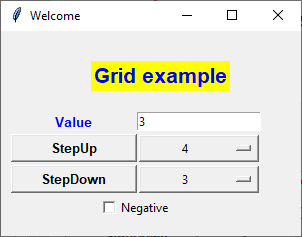 Welcome
Grid example
Value 3
StepUp 4
StepDown 3
Negative